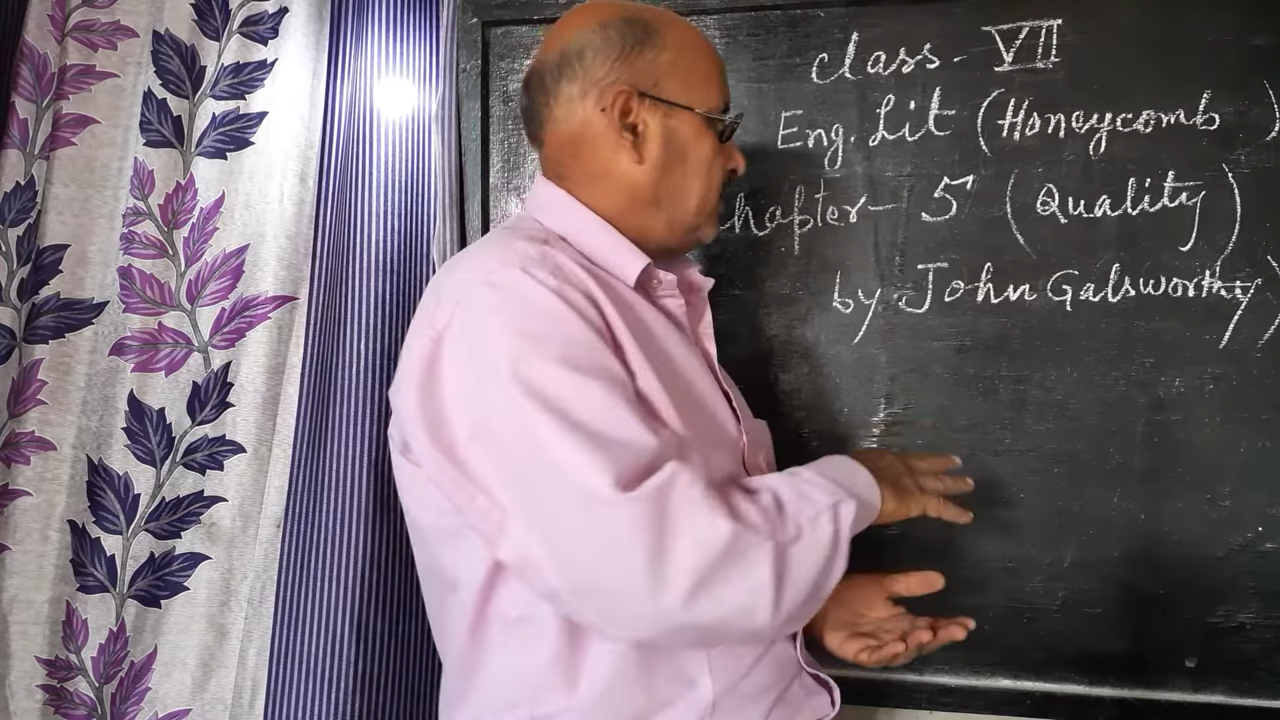 class - VII
Eng. Lit (Honeycomb )
hapter - 5 (Quality)
by John Galsworthy)